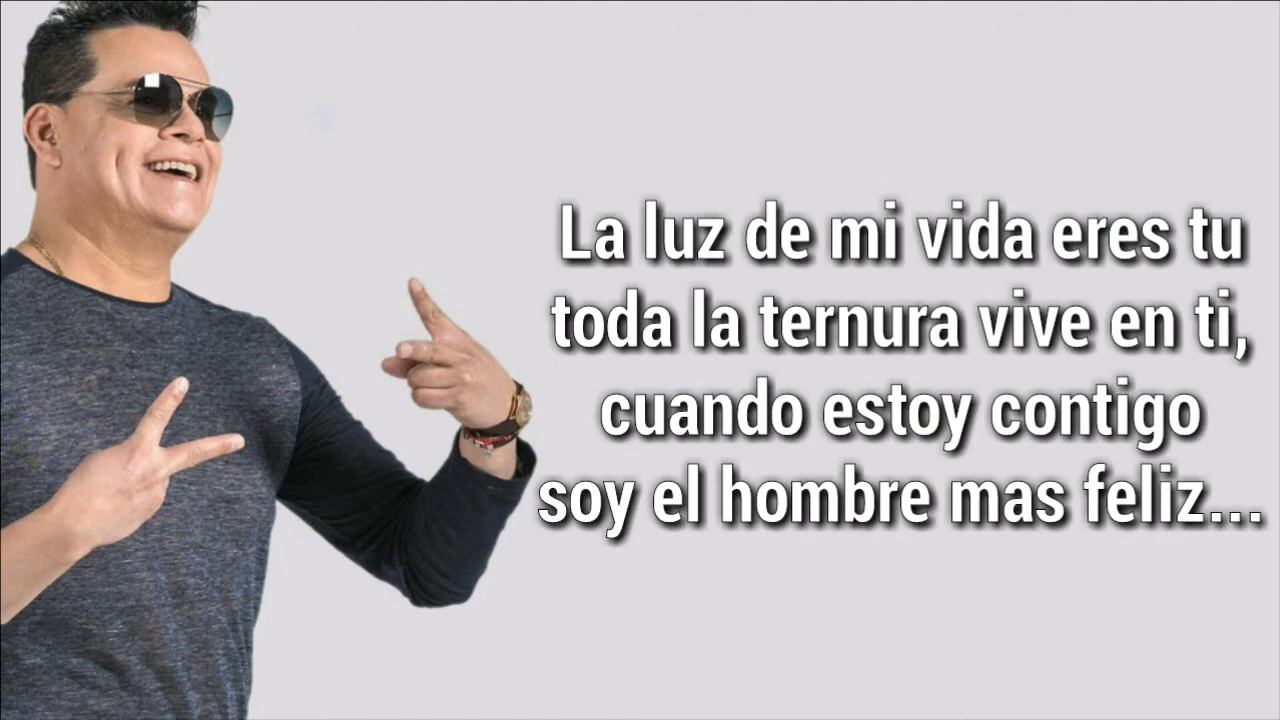 La luz de mi vida eres tu
toda la ternura vive en ti,
cuando estoy contigo
soy el hombre mas feliz...